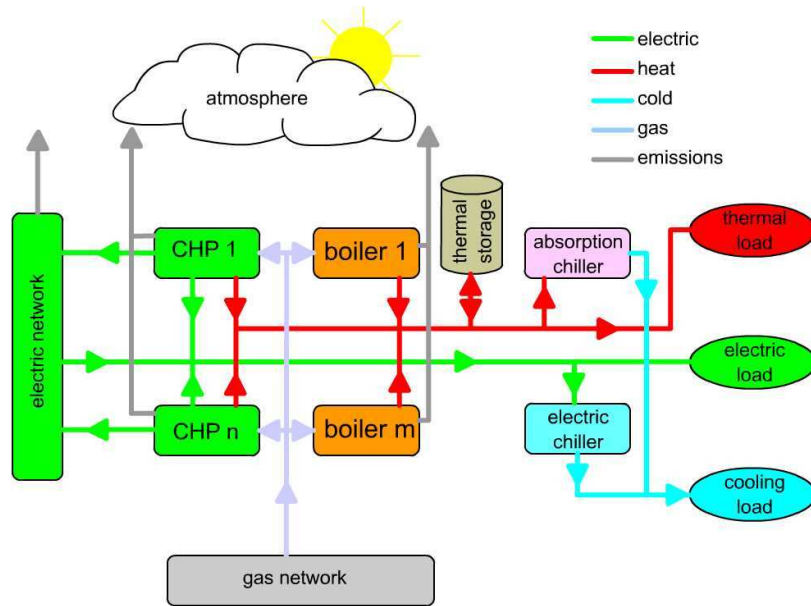 atmosphere
electric
heat
cold
gas
emissions
electric network
CHP 1
boiler 1
thermal
storage
absorption
chiller
thermal
load
electric
load
CHP n
boiler m
electric
chiller
cooling
load
gas network